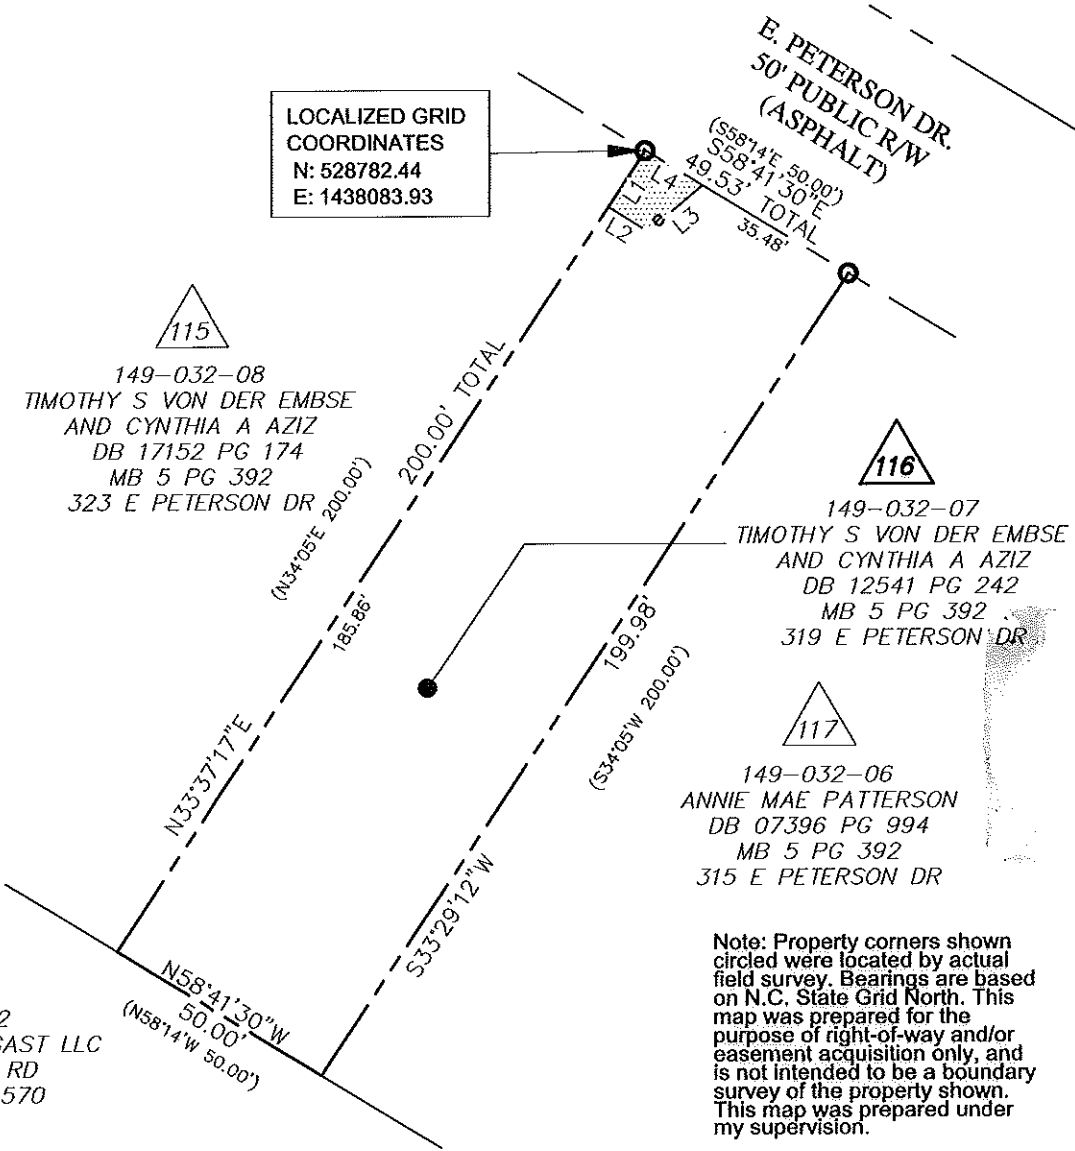 E. PETERSON DR.
50' PUBLIC R/W
(ASPHALT)
LOCALIZED GRID
COORDINATES
N: 528782.44
E: 1438083.93
(S58°14'E 50.00')
S58°41'30"E
49.53' TOTAL
35.48'
L1
L4
L2
e
L3
115
149-032-08
TIMOTHY S VON DER EMBSE
AND CYNTHIA A AZIZ
DB 17152 PG 174
MB 5 PG 392
323 E PETERSON DR
200.00' TOTAL
(N34°05'E 200.00')
185.86'
N33°37'17"E
116
149-032-07
TIMOTHY S VON DER EMBSE
AND CYNTHIA A AZIZ
DB 12541 PG 242
MB 5 PG 392
319 E PETERSON DR
199.98'
(S34°05'W 200.00')
S33°29'12"W
117
149-032-06
ANNIE MAE PATTERSON
DB 07396 PG 994
MB 5 PG 392
315 E PETERSON DR
N58°41'30"W
50.00'
(N58°14'W 50.00')
2
CAST LLC
RD
570
Note: Property corners shown
circled were located by actual
field survey. Bearings are based
on N.C. State Grid North. This
map was prepared for the
purpose of right-of-way and/or
easement acquisition only, and
is not intended to be a boundary
survey of the property shown.
This map was prepared under
my supervision.